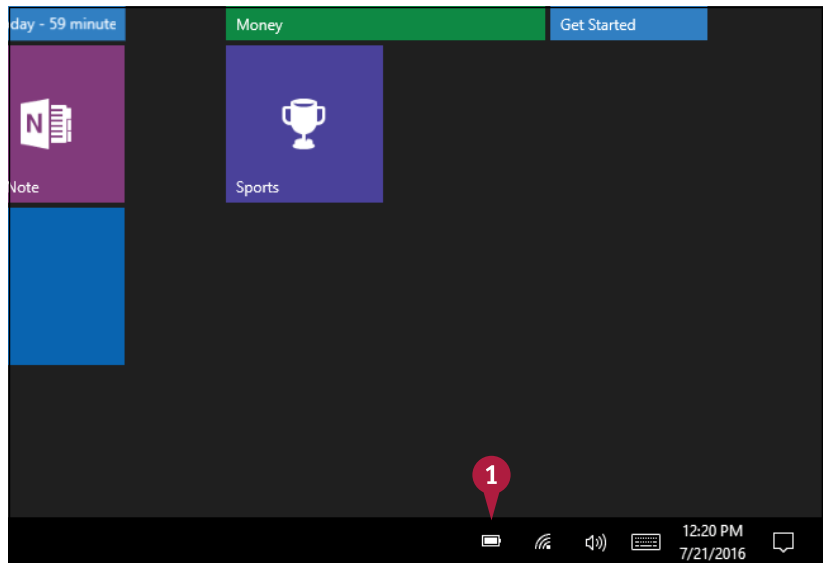 day - 59 minute
Money
Get Started
N
Note
Sports
1
12:20 PM
7/21/2016